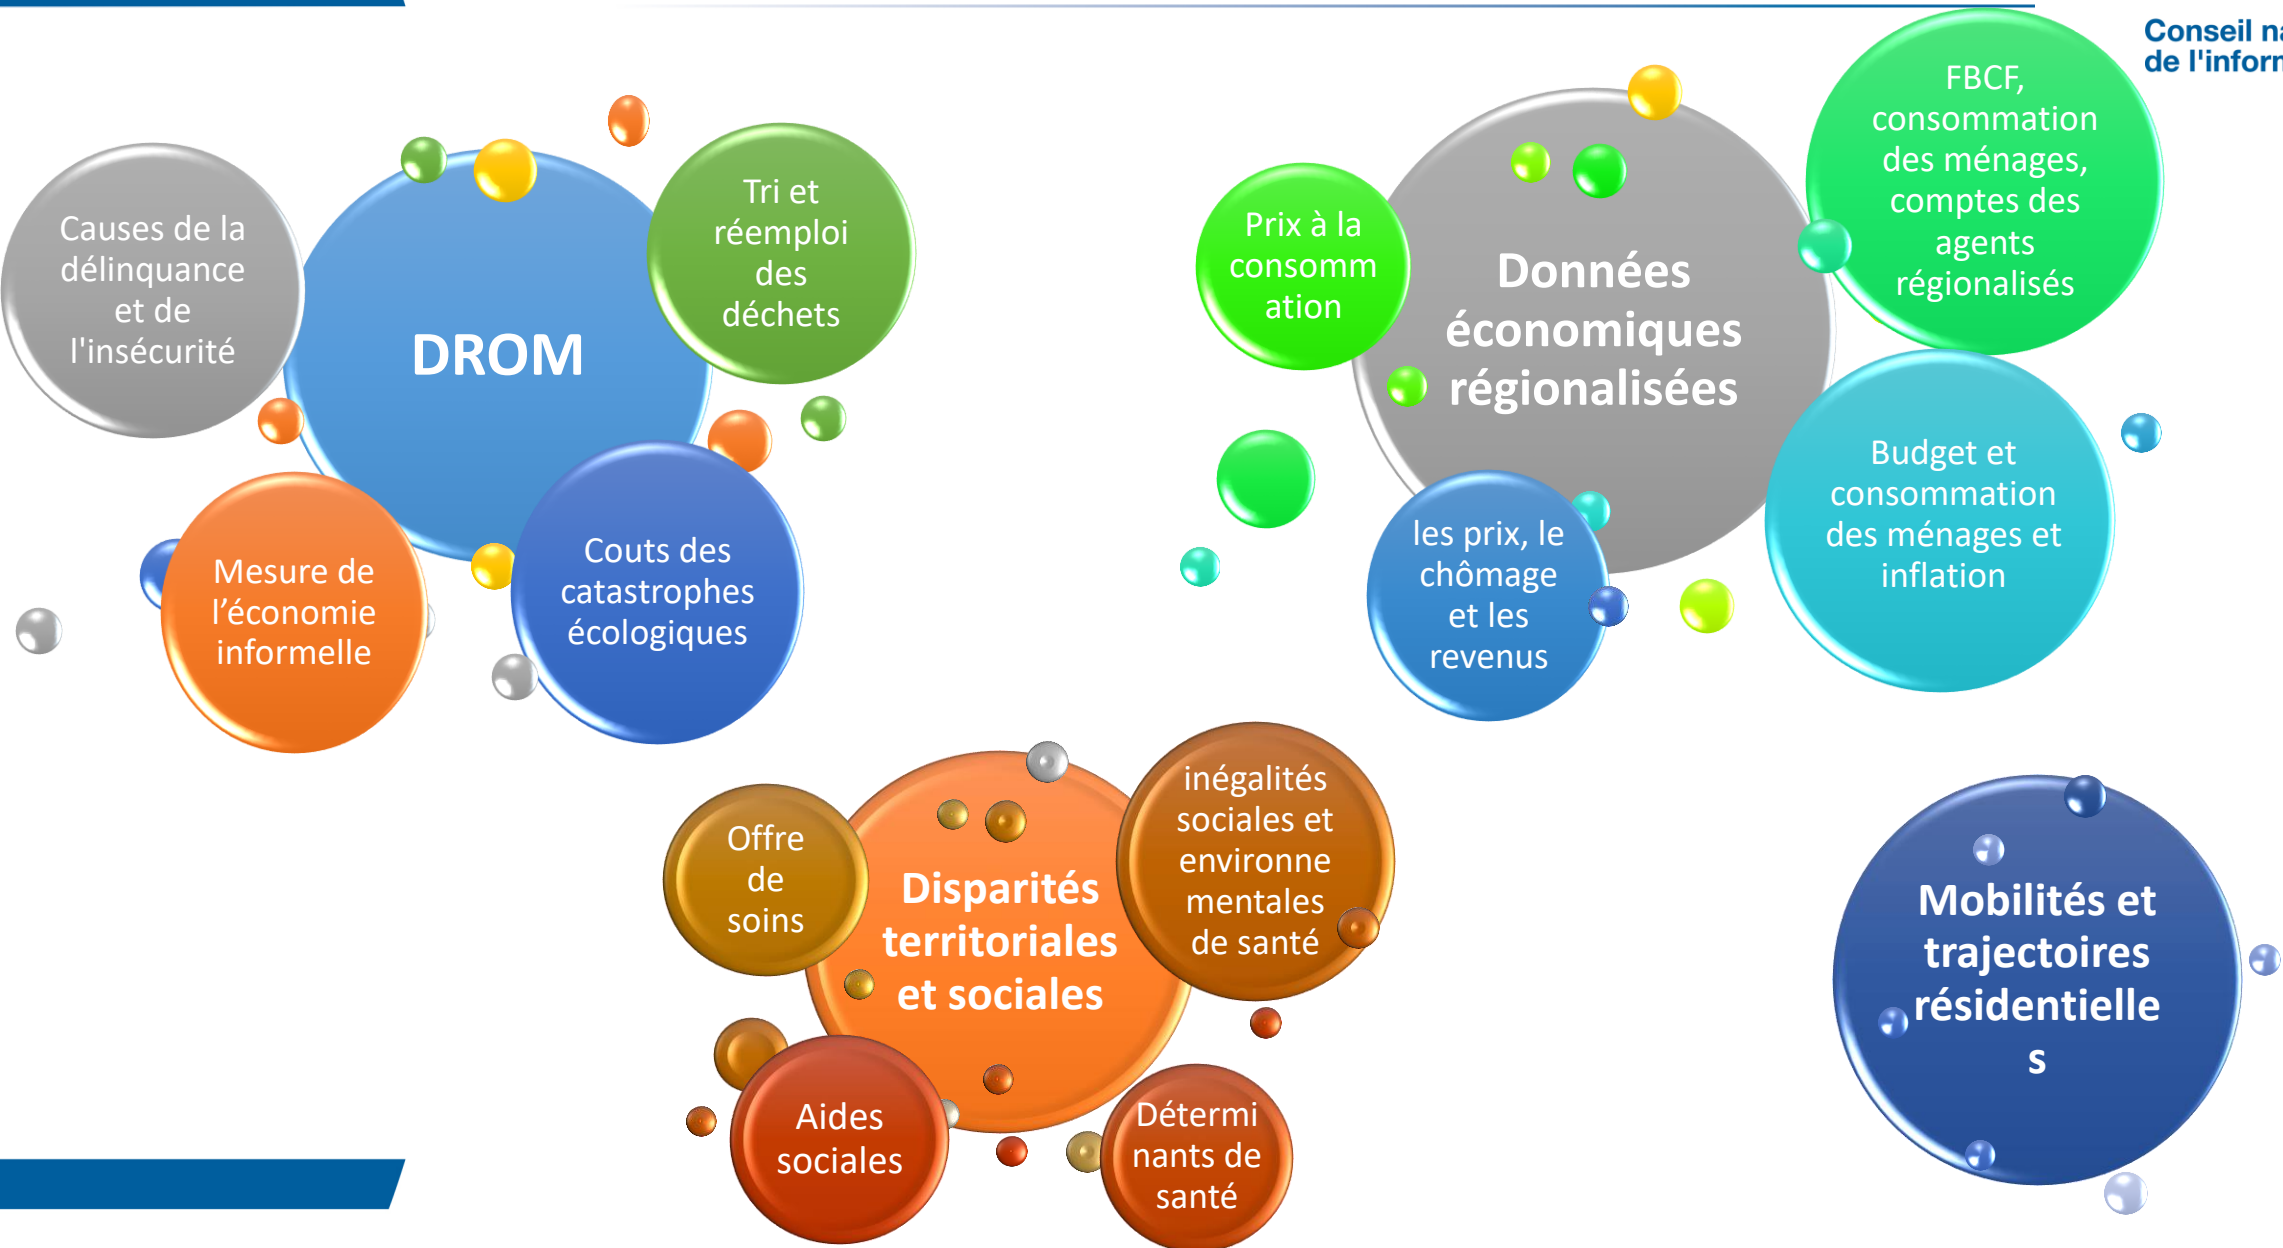 Conseil na
de l'inform
Causes de la
délinquance
et de
l'insécurité
DROM
Tri et
réemploi
des
déchets
Mesure de
l’économie
informelle
Couts des
catastrophes
écologiques
Prix à la
consomm
ation
Données
économiques
régionalisées
FBCF,
consommation
des ménages,
comptes des
agents
régionalisés
les prix, le
chômage
et les
revenus
Budget et
consommation
des ménages et
inflation
Offre
de
soins
Disparités
territoriales
et sociales
inégalités
sociales et
environne
mentales
de santé
Aides
sociales
Détermi
nants de
santé
Mobilités et
trajectoires
résidentielle
s